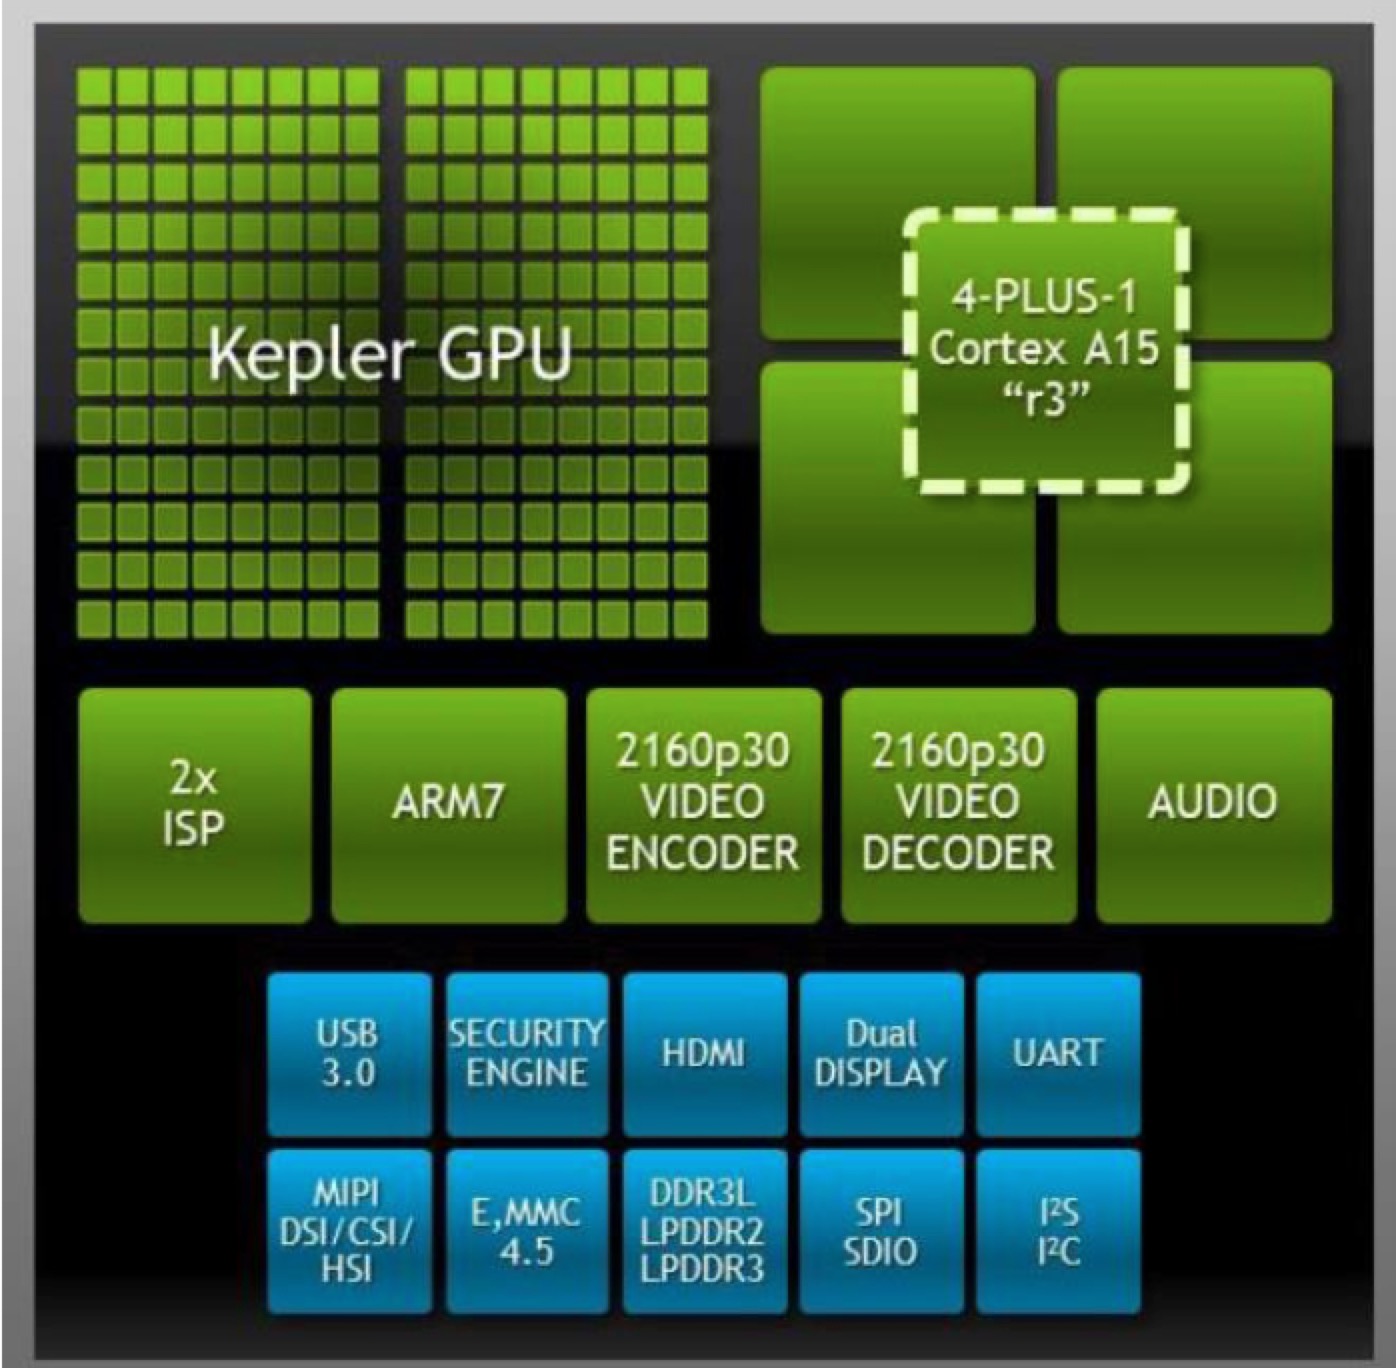 Kepler GPU
4-PLUS-1
Cortex A15
“r3”
2x
ISP
ARM7
2160p30
VIDEO
ENCODER
2160p30
VIDEO
DECODER
AUDIO
USB
3.0
SECURITY
ENGINE
HDMI
Dual
DISPLAY
UART
MIPI
DSI/CSI/
HSI
E,MMC
4.5
DDR3L
LPDDR2
LPDDR3
SPI
SDIO
I²S
I²C